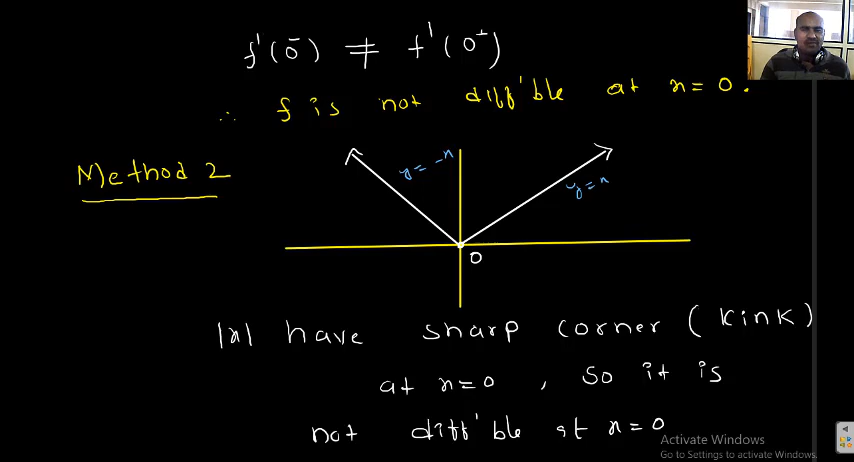 f'(0⁻) ≠ f'(0⁺)
∴ f is not diff'ble at x=0.
Method 2
y=-x
y=x
0
|x| have sharp corner (kink)
at x=0, so it is
not diff'ble at x=0
Activate Windows
Go to Settings to activate Windows.